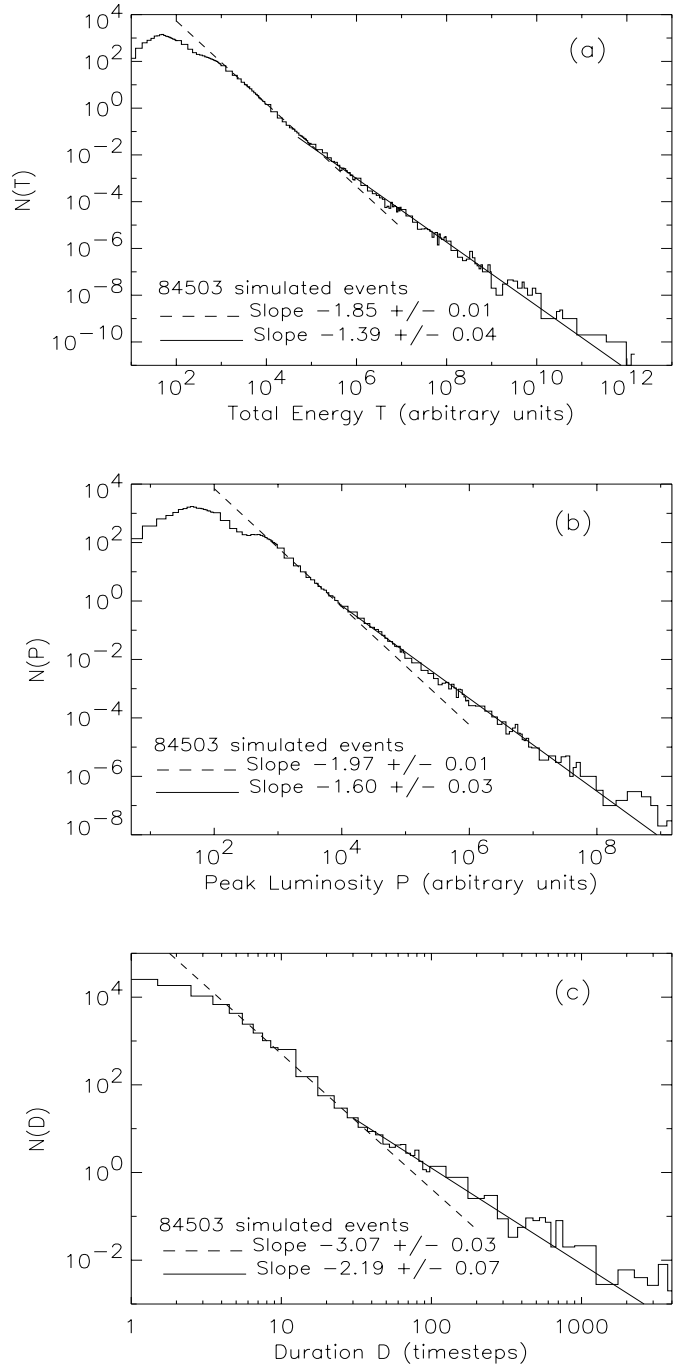 10^4
(a)
10^2
10^0
10^-2
N(T)
10^-4
10^-6
84503 simulated events
10^-8
Slope -1.85 +/- 0.01
Slope -1.39 +/- 0.04
10^-10
10^2 10^4 10^6 10^8 10^10 10^12
Total Energy T (arbitrary units)
10^4
(b)
10^2
10^0
N(P)
10^-2
10^-4
84503 simulated events
Slope -1.97 +/- 0.01
10^-6
Slope -1.60 +/- 0.03
10^-8
10^2 10^4 10^6 10^8
Peak Luminosity P (arbitrary units)
(c)
10^4
10^2
N(D)
10^0
84503 simulated events
Slope -3.07 +/- 0.03
10^-2
Slope -2.19 +/- 0.07
1 10 100 1000
Duration D (timesteps)